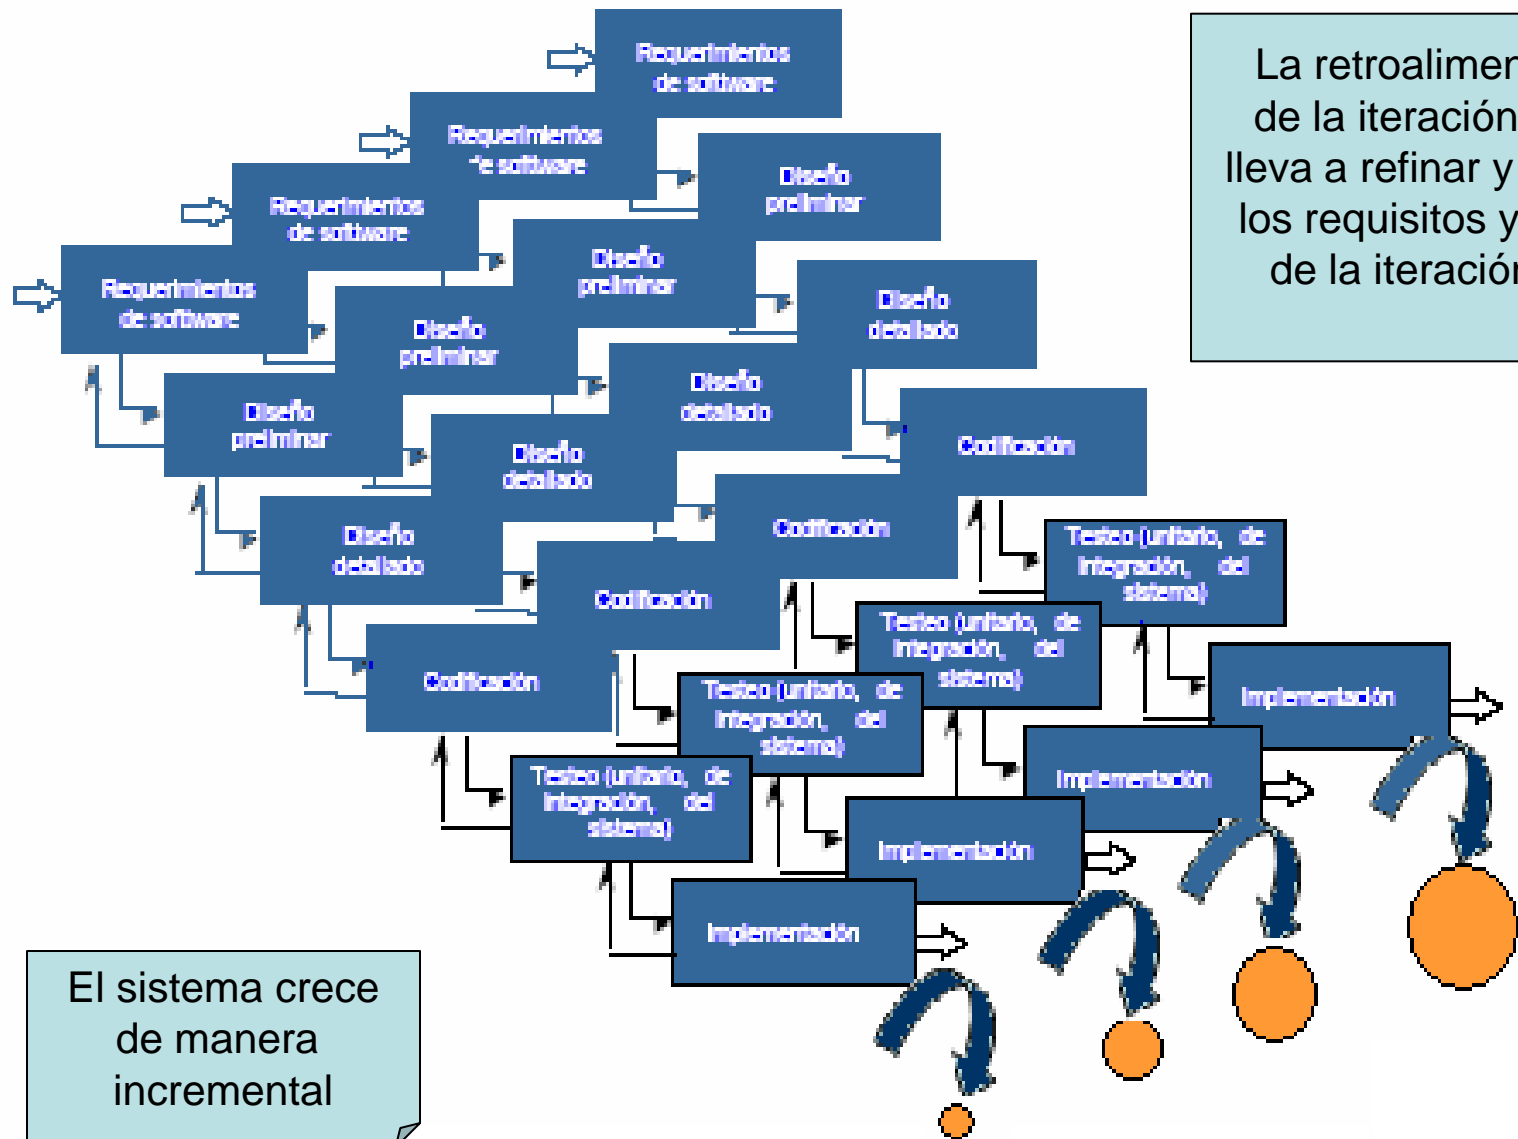 Requerimientos
de software
La retroalimen
de la iteración
lleva a refinar y
los requisitos y
de la iteración
Requerimientos
de software
Diseño
preliminar
Requerimientos
de software
Diseño
preliminar
Requerimientos
de software
Diseño
detallado
Diseño
preliminar
Diseño
detallado
Diseño
preliminar
Codificación
Diseño
detallado
Codificación
Diseño
detallado
Testeo (unitario, de
Integración, del
sistema)
Codificación
Testeo (unitario, de
Integración, del
sistema)
Codificación
Testeo (unitario, de
Integración, del
sistema)
Implementación
Testeo (unitario, de
Integración, del
sistema)
Implementación
Implementación
Implementación
El sistema crece
de manera
incremental